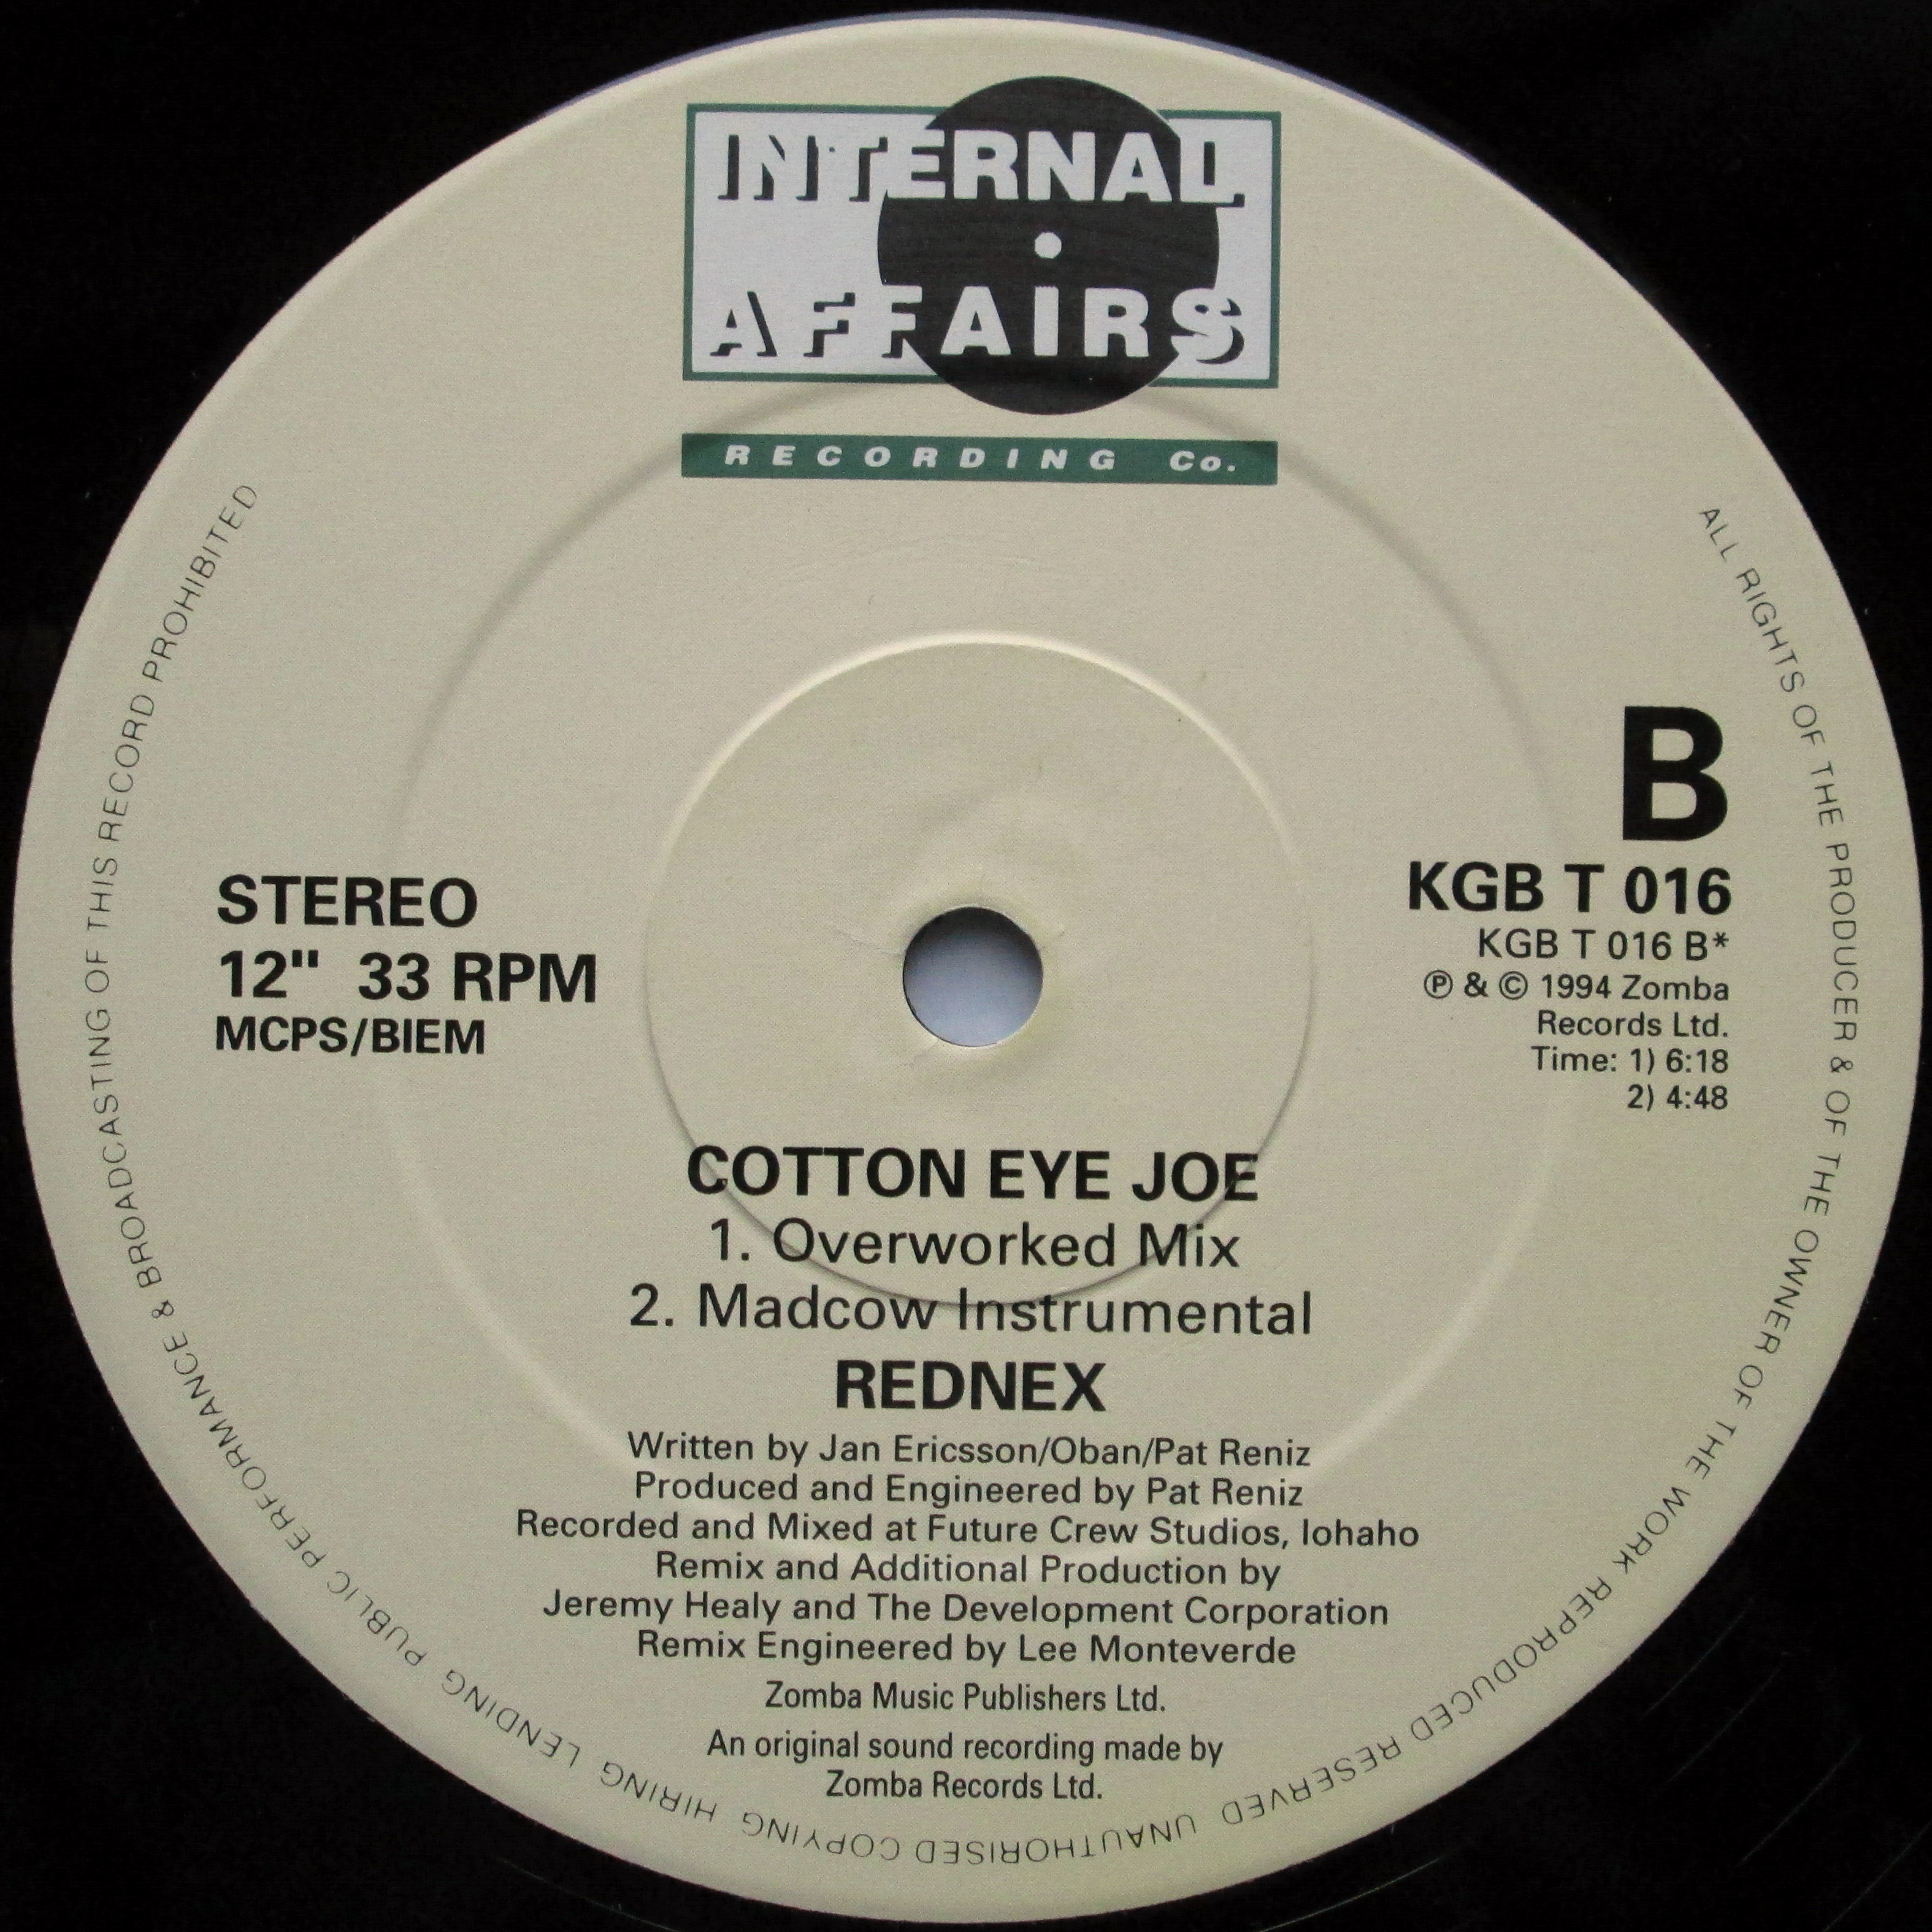 INTERNAL
AFFAIRS
RECORDING Co.
B
KGB T 016
KGB T 016 B*
℗ & © 1994 Zomba
Records Ltd.
Time: 1) 6:18
2) 4:48
STEREO
12" 33 RPM
MCPS/BIEM
COTTON EYE JOE
1. Overworked Mix
2. Madcow Instrumental
REDNEX
Written by Jan Ericsson/Oban/Pat Reniz
Produced and Engineered by Pat Reniz
Recorded and Mixed at Future Crew Studios, Iohaho
Remix and Additional Production by
Jeremy Healy and The Development Corporation
Remix Engineered by Lee Monteverde
Zomba Music Publishers Ltd.
An original sound recording made by
Zomba Records Ltd.
ALL RIGHTS OF THE PRODUCER & OF THE OWNER OF THE WORK REPRODUCED RESERVED UNAUTHORISED COPYING HIRING LENDING PUBLIC PERFORMANCE & BROADCASTING OF THIS RECORD PROHIBITED